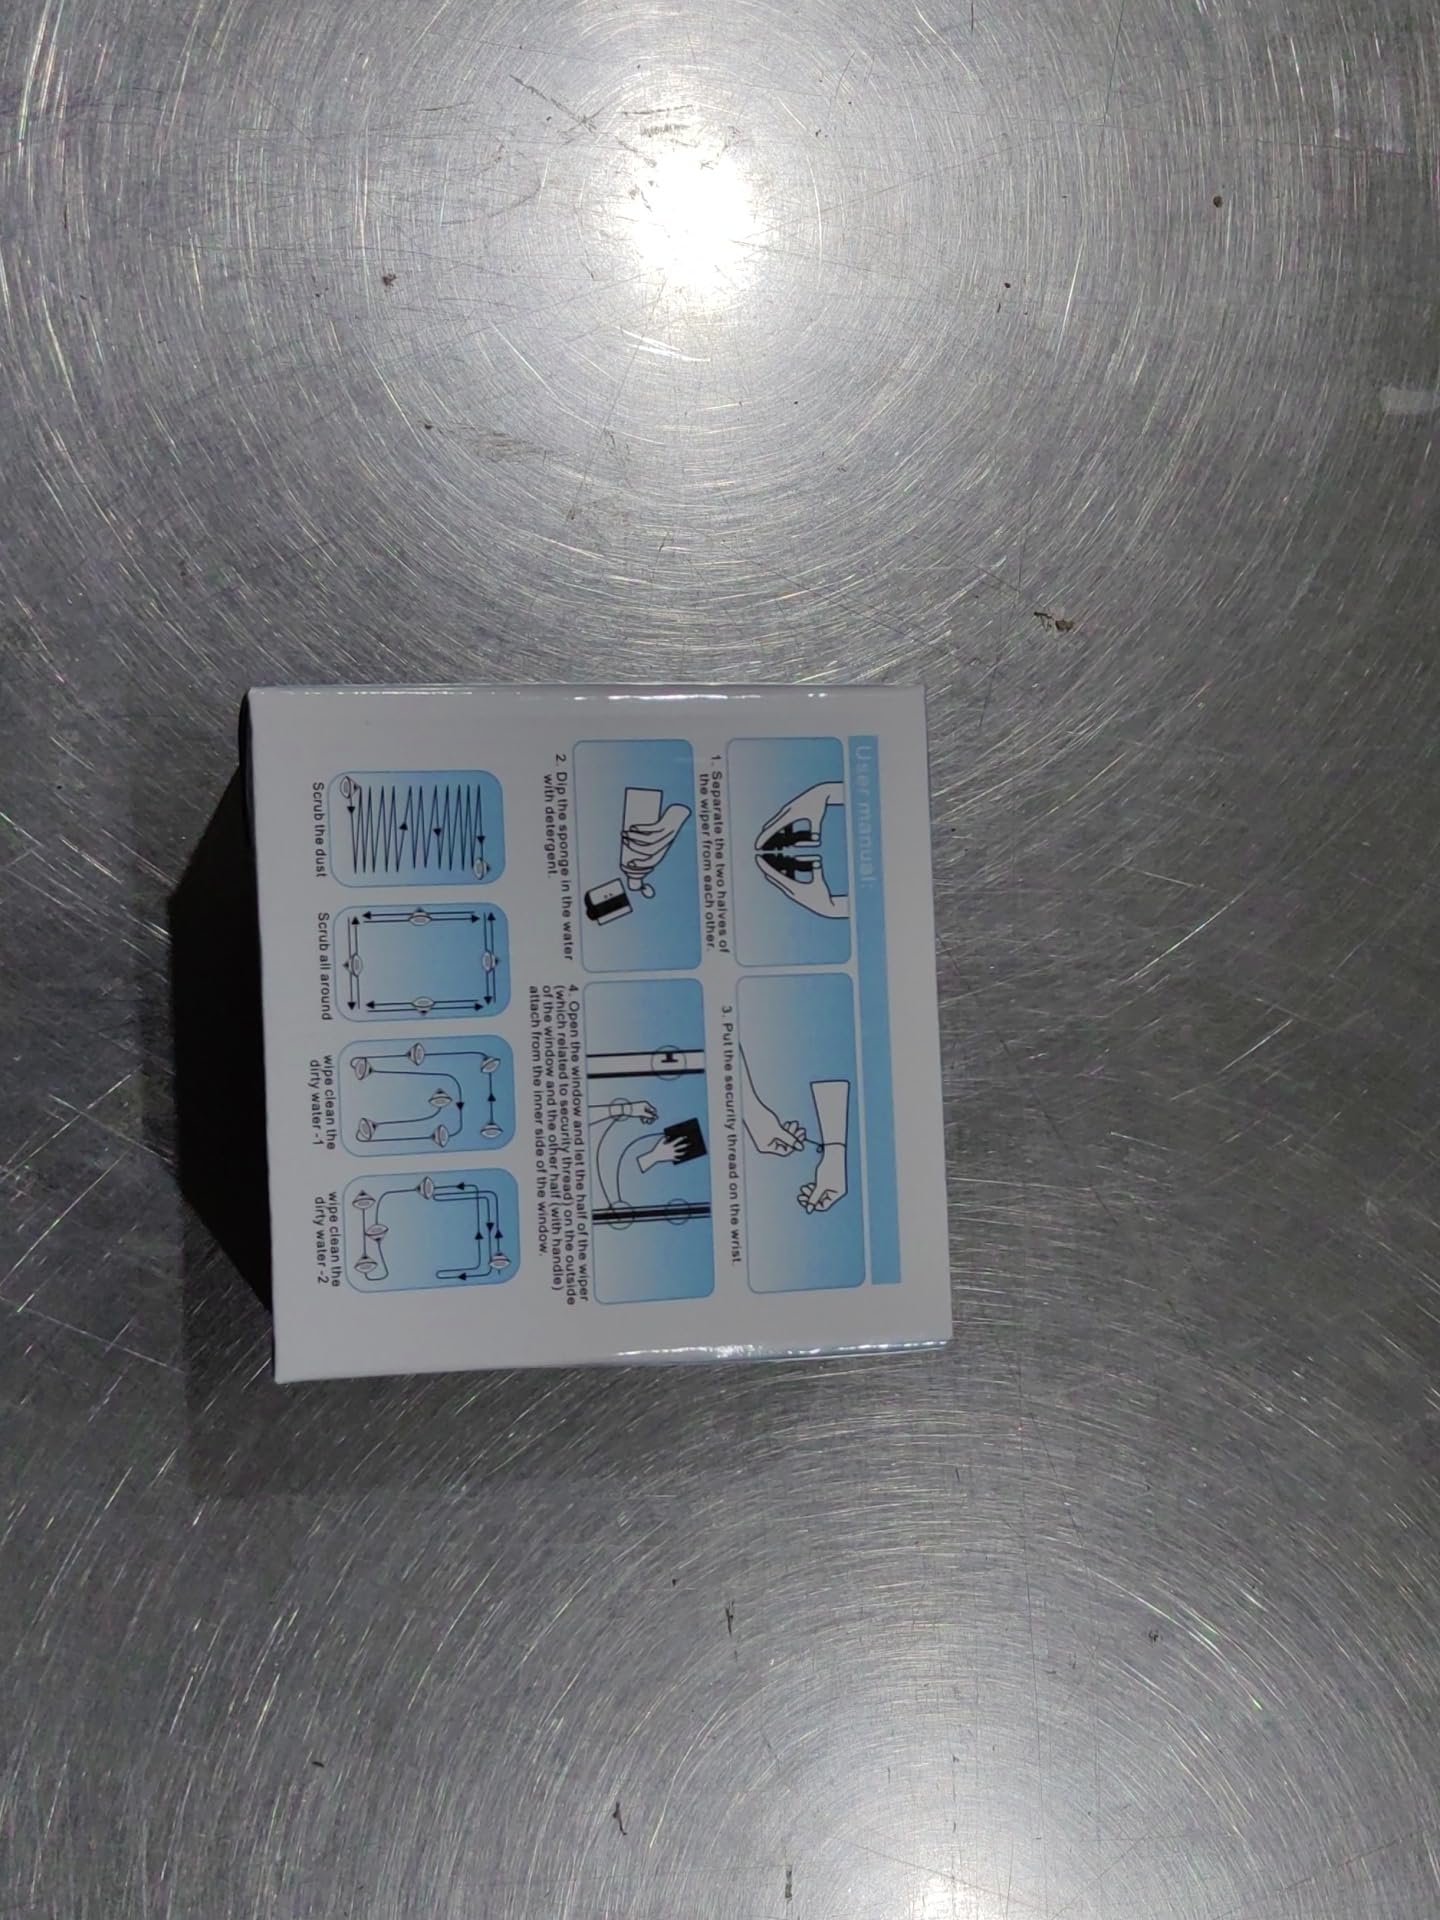 User manual:
1. Separate the two halves of
the wiper from each other.
2. Dip the sponge in the water
with detergent.
3. Put the security thread on the wrist.
4. Open the window and let the half of the wiper
(which related to security thread) on the outside
of the window and the other half (with handle)
attach from the inner side of the window.
Scrub the dust
Scrub all around
wipe clean the
dirty water -1
wipe clean the
dirty water -2